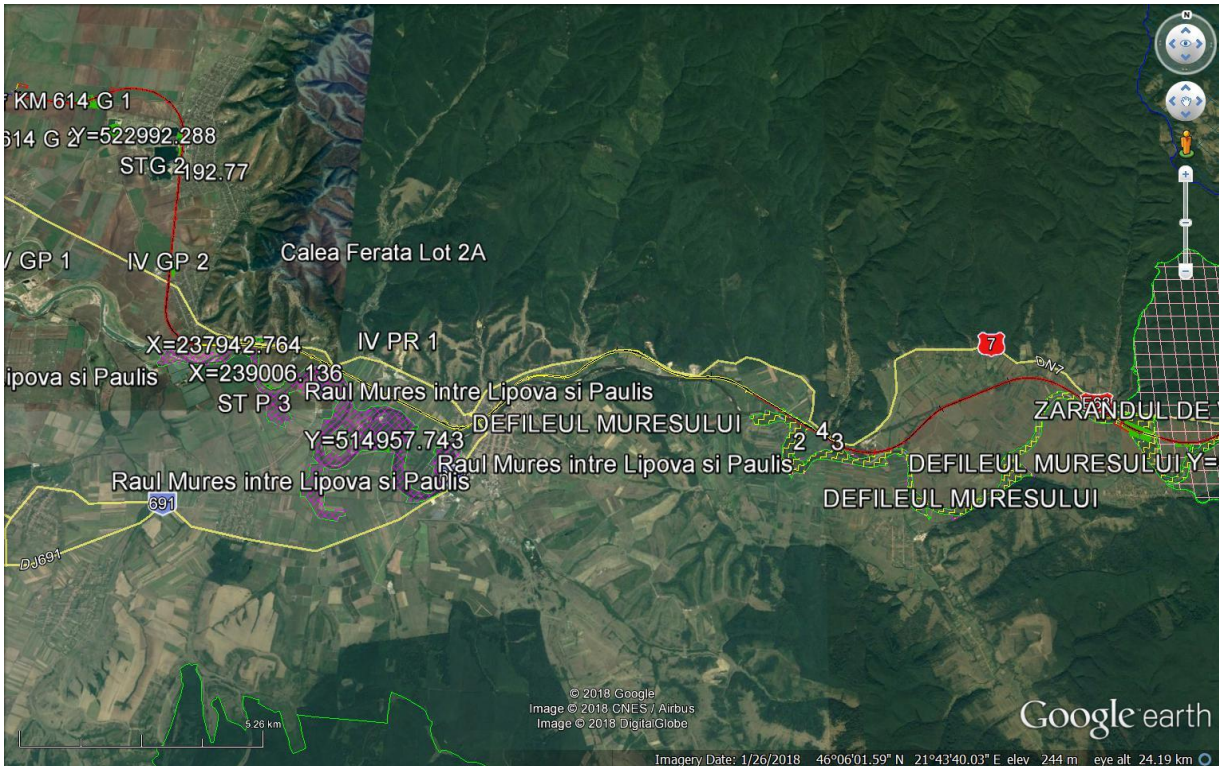 N
KM 614 G 1
614 G 2
Y=522992.288
STG 2
192.77
Calea Ferata Lot 2A
GP 1
IV GP 2
X=237942.764
IV PR 1
7
DN7
ipova si Paulis
X=239006.136
Raul Mures intre Lipova si Paulis
ST P 3
ZARANDUL DE
DEFILEUL MURESULUI
Y=514957.743
2
4
3
Raul Mures intre Lipova si Paulis
DEFILEUL MURESULUI
Y=
Raul Mures intre Lipova si Paulis
DEFILEUL MURESULUI
691
DJ691
5.26 km
© 2018 Google
Image © 2018 CNES / Airbus
Image © 2018 DigitalGlobe
Google earth
Imagery Date: 1/26/2018 46°06'01.59" N 21°43'40.03" E elev 244 m eye alt 24.19 km